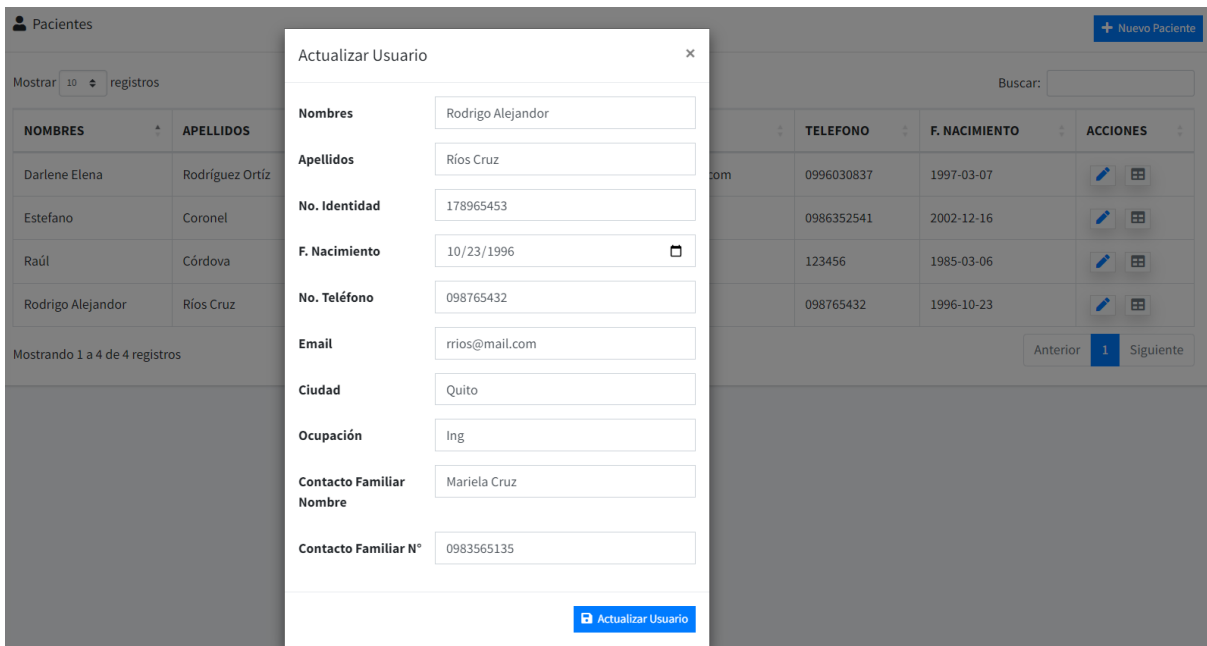 Pacientes
+ Nuevo Paciente
Mostrar 10 registros
Buscar:
NOMBRES APELLIDOS TELEFONO F. NACIMIENTO ACCIONES
Darlene Elena Rodríguez Ortíz com 0996030837 1997-03-07
Estefano Coronel 0986352541 2002-12-16
Raúl Córdova 123456 1985-03-06
Rodrigo Alejandor Ríos Cruz 098765432 1996-10-23
Mostrando 1 a 4 de 4 registros
Anterior 1 Siguiente
Actualizar Usuario ×
Nombres Rodrigo Alejandor
Apellidos Ríos Cruz
No. Identidad 178965453
F. Nacimiento 10/23/1996
No. Teléfono 098765432
Email rrios@mail.com
Ciudad Quito
Ocupación Ing
Contacto Familiar Mariela Cruz
Nombre
Contacto Familiar N° 0983565135
Actualizar Usuario